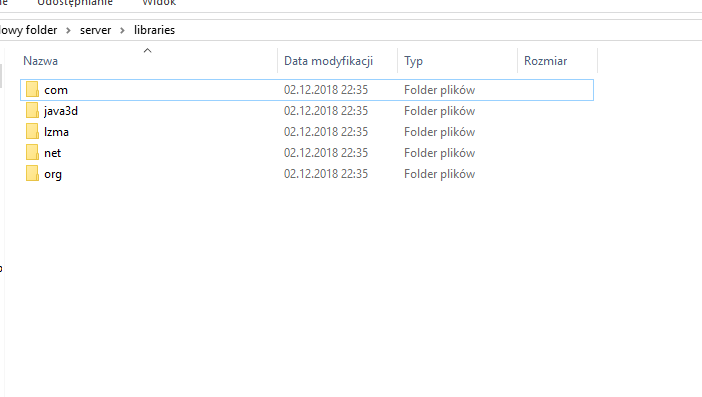 Udostępnianie Widok
lowy folder > server > libraries
Nazwa Data modyfikacji Typ Rozmiar
com 02.12.2018 22:35 Folder plików
java3d 02.12.2018 22:35 Folder plików
lzma 02.12.2018 22:35 Folder plików
net 02.12.2018 22:35 Folder plików
org 02.12.2018 22:35 Folder plików